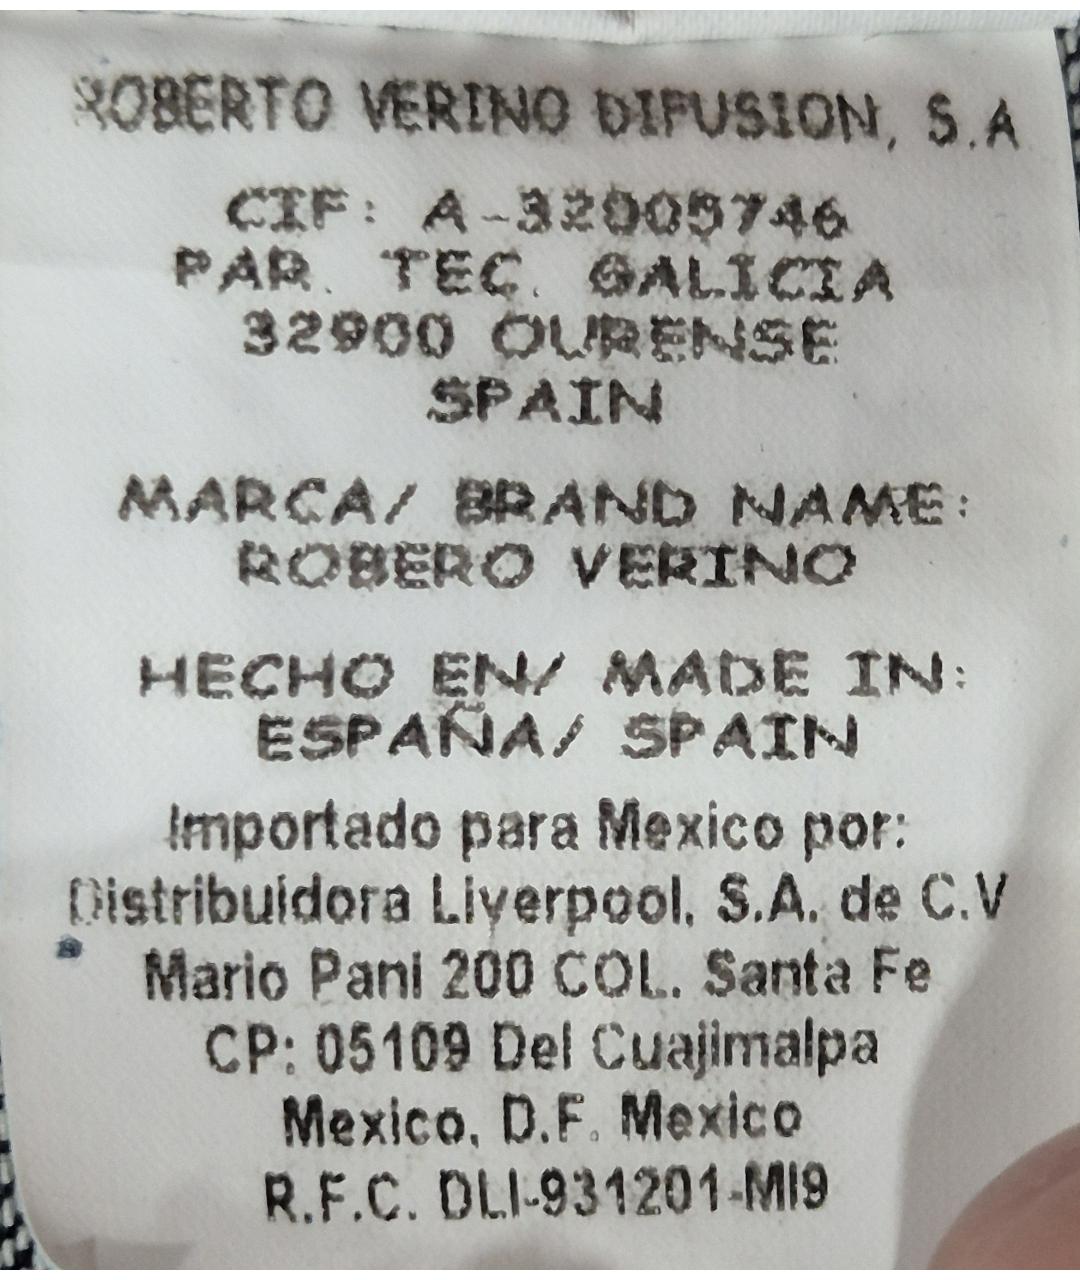 ROBERTO VERINO DIFUSION, S.A
CIF: A-32005746
PAR. TEC. GALICIA
32900 OURENSE
SPAIN
MARCA/ BRAND NAME:
ROBERO VERINO
HECHO EN/ MADE IN:
ESPAÑA/ SPAIN
Importado para Mexico por:
Distribuidora Liverpool, S.A. de C.V
Mario Pani 200 COL. Santa Fe
CP: 05109 Del Cuajimalpa
Mexico, D.F. Mexico
R.F.C. DLI-931201-MI9